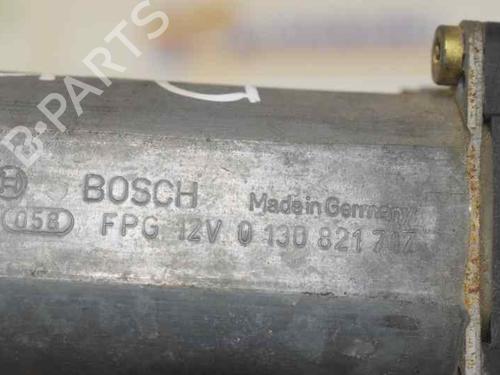 BOSCH Made in Germany
058 FPG 12V 0 130 821 717
B-PARTS